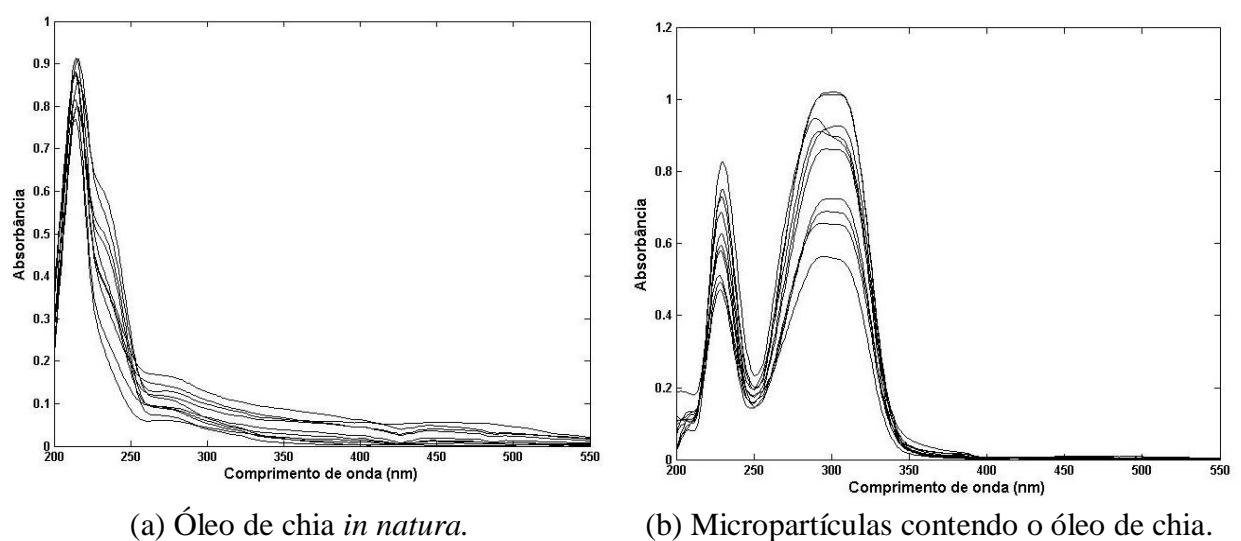 1
0.9
0.8
0.7
0.6
0.5
0.4
0.3
0.2
0.1
0
200 250 300 350 400 450 500 550
Absorbância
Comprimento de onda (nm)
(a) Óleo de chia in natura.
1.2
1
0.8
0.6
0.4
0.2
0
200 250 300 350 400 450 500 550
Absorbância
Comprimento de onda (nm)
(b) Micropartículas contendo o óleo de chia.